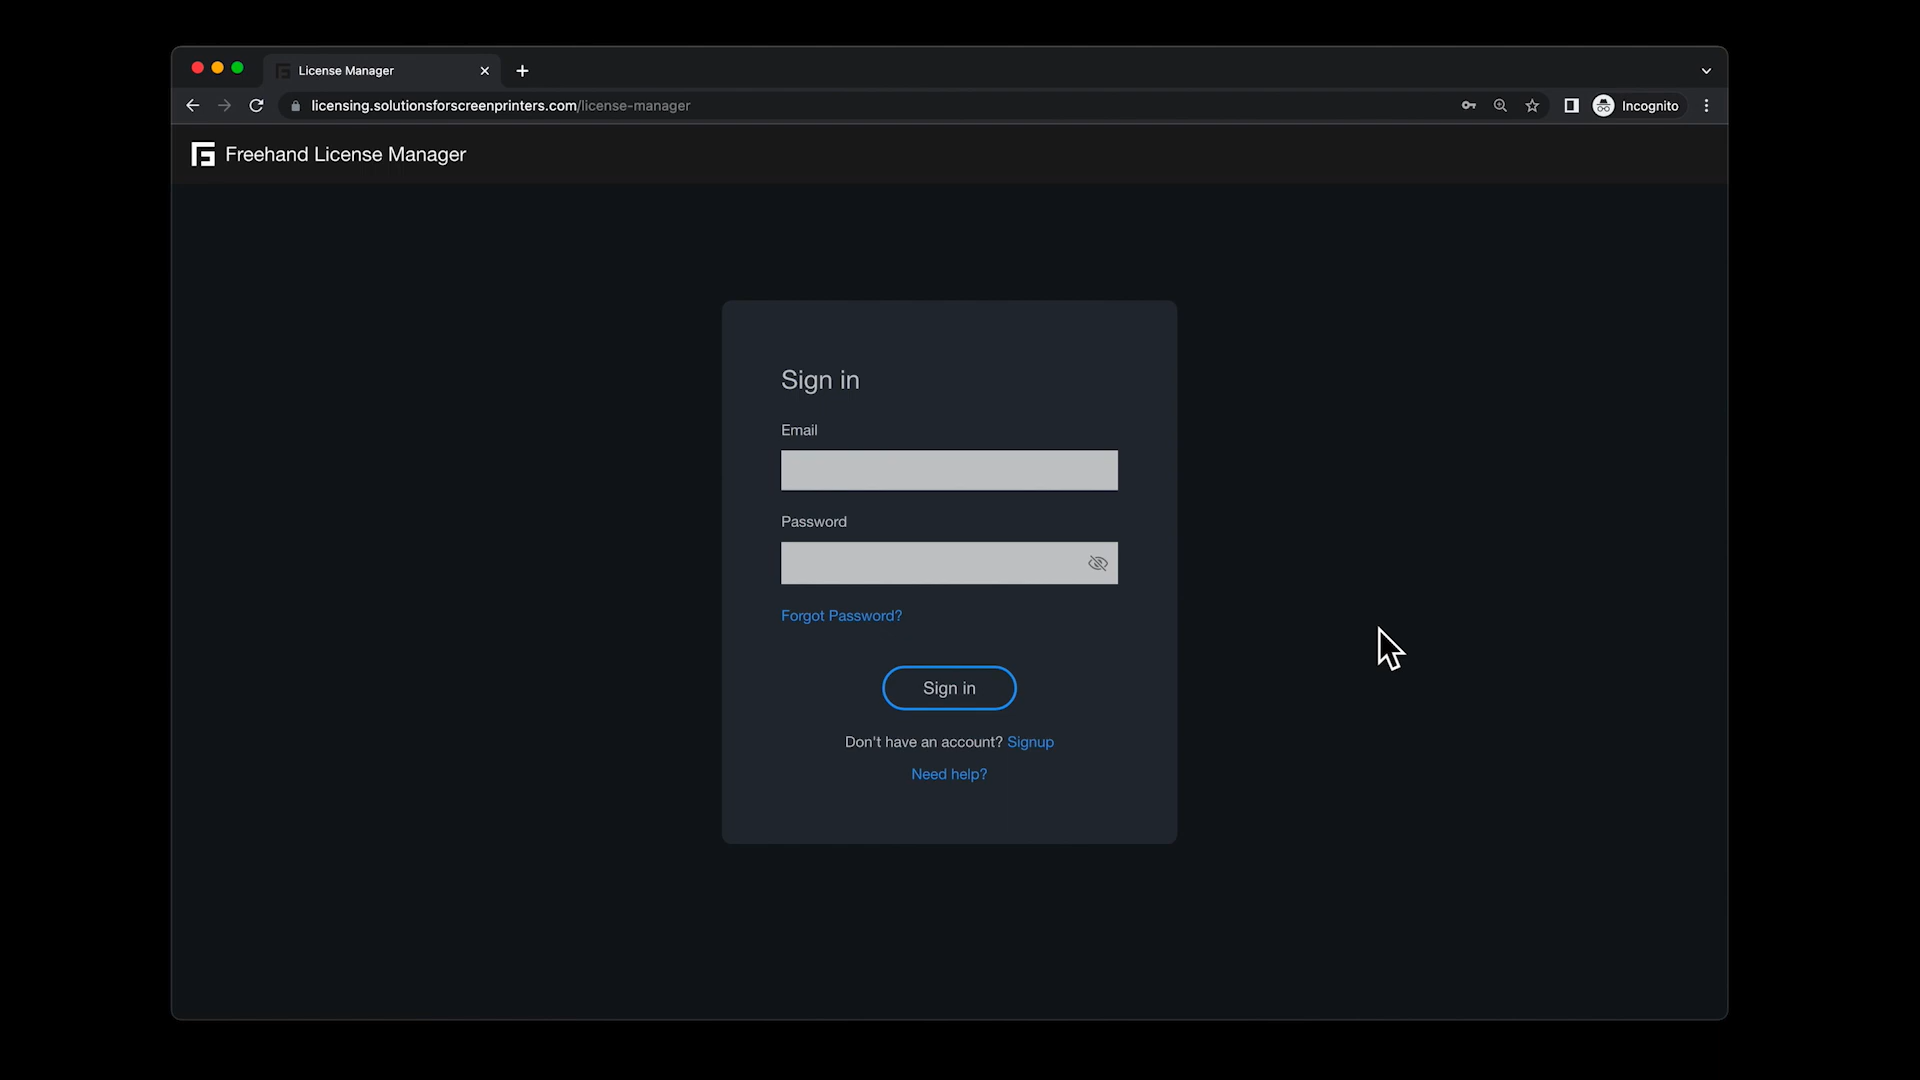 License Manager
licensing.solutionsforscreenprinters.com/license-manager
Incognito
Freehand License Manager
Sign in
Email
Password
Forgot Password?
Sign in
Don't have an account? Signup
Need help?